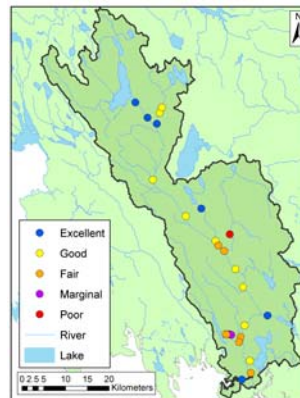 N
Excellent
Good
Fair
Marginal
Poor
River
Lake
0 2.5 5 10 15 20
Kilometers